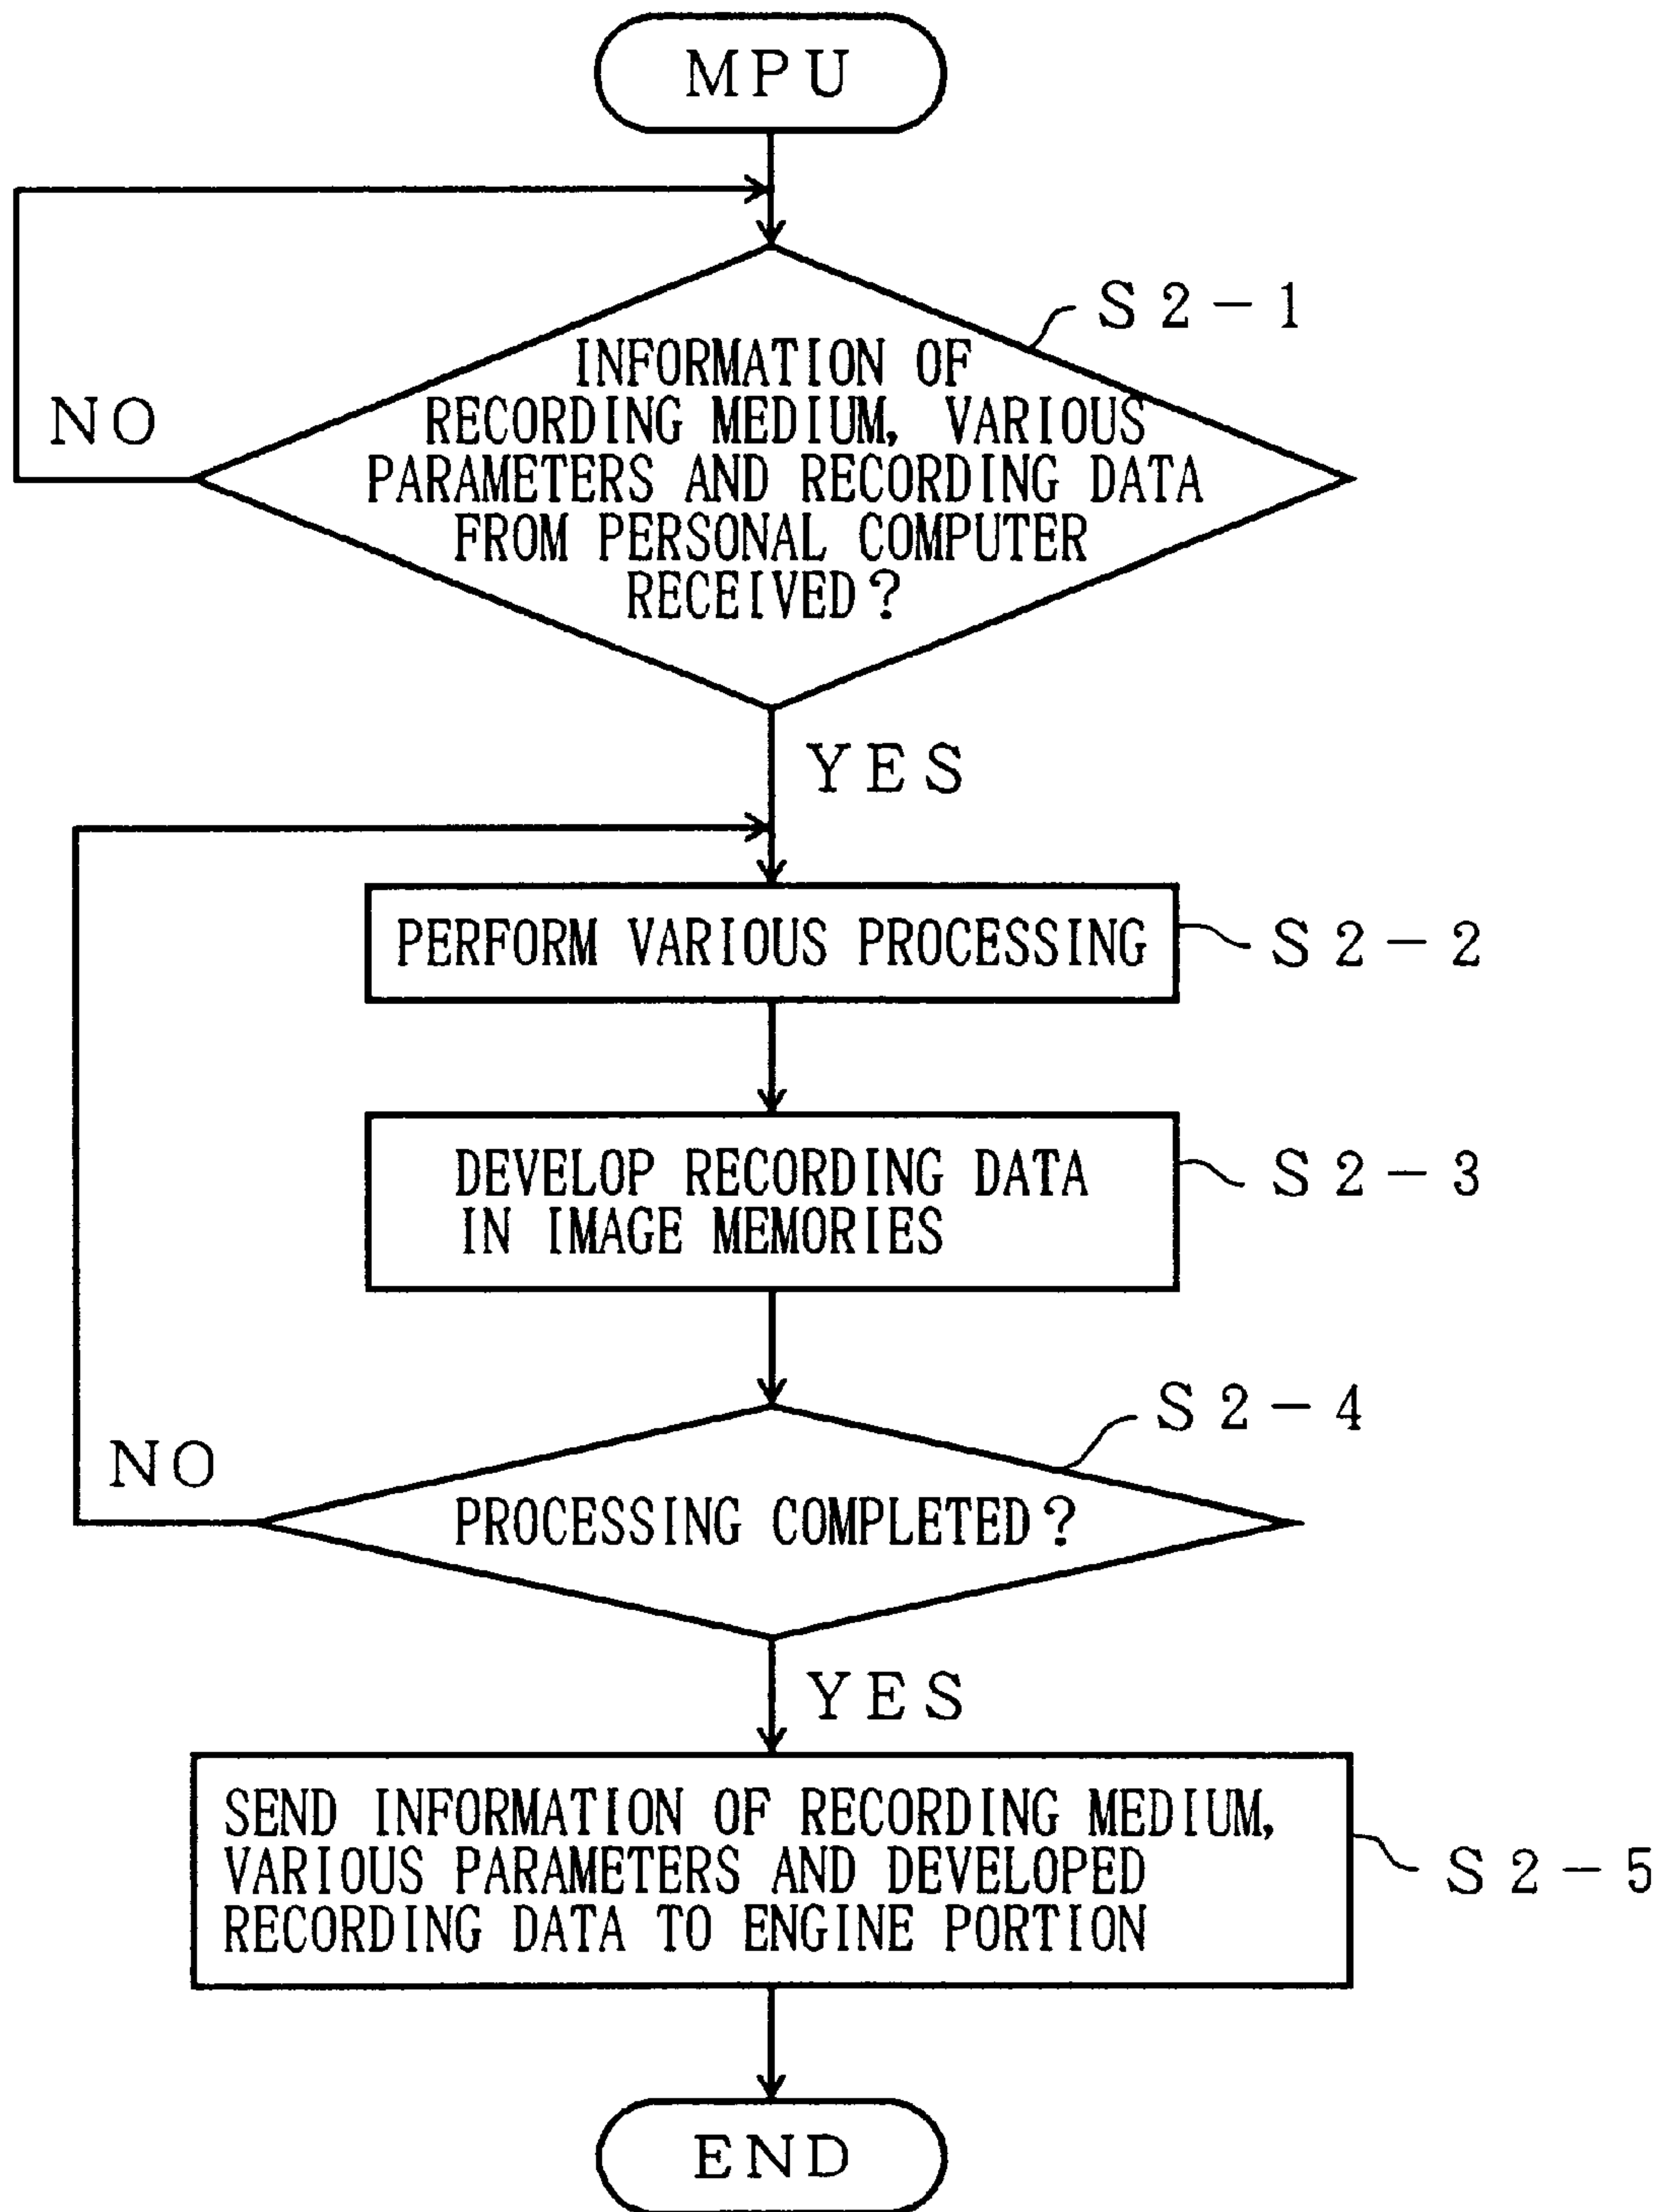 MPU
S2-1
INFORMATION OF
RECORDING MEDIUM, VARIOUS
PARAMETERS AND RECORDING DATA
FROM PERSONAL COMPUTER
RECEIVED?
NO
YES
PERFORM VARIOUS PROCESSING
S2-2
DEVELOP RECORDING DATA
IN IMAGE MEMORIES
S2-3
S2-4
NO
PROCESSING COMPLETED?
YES
SEND INFORMATION OF RECORDING MEDIUM,
VARIOUS PARAMETERS AND DEVELOPED
RECORDING DATA TO ENGINE PORTION
S2-5
END